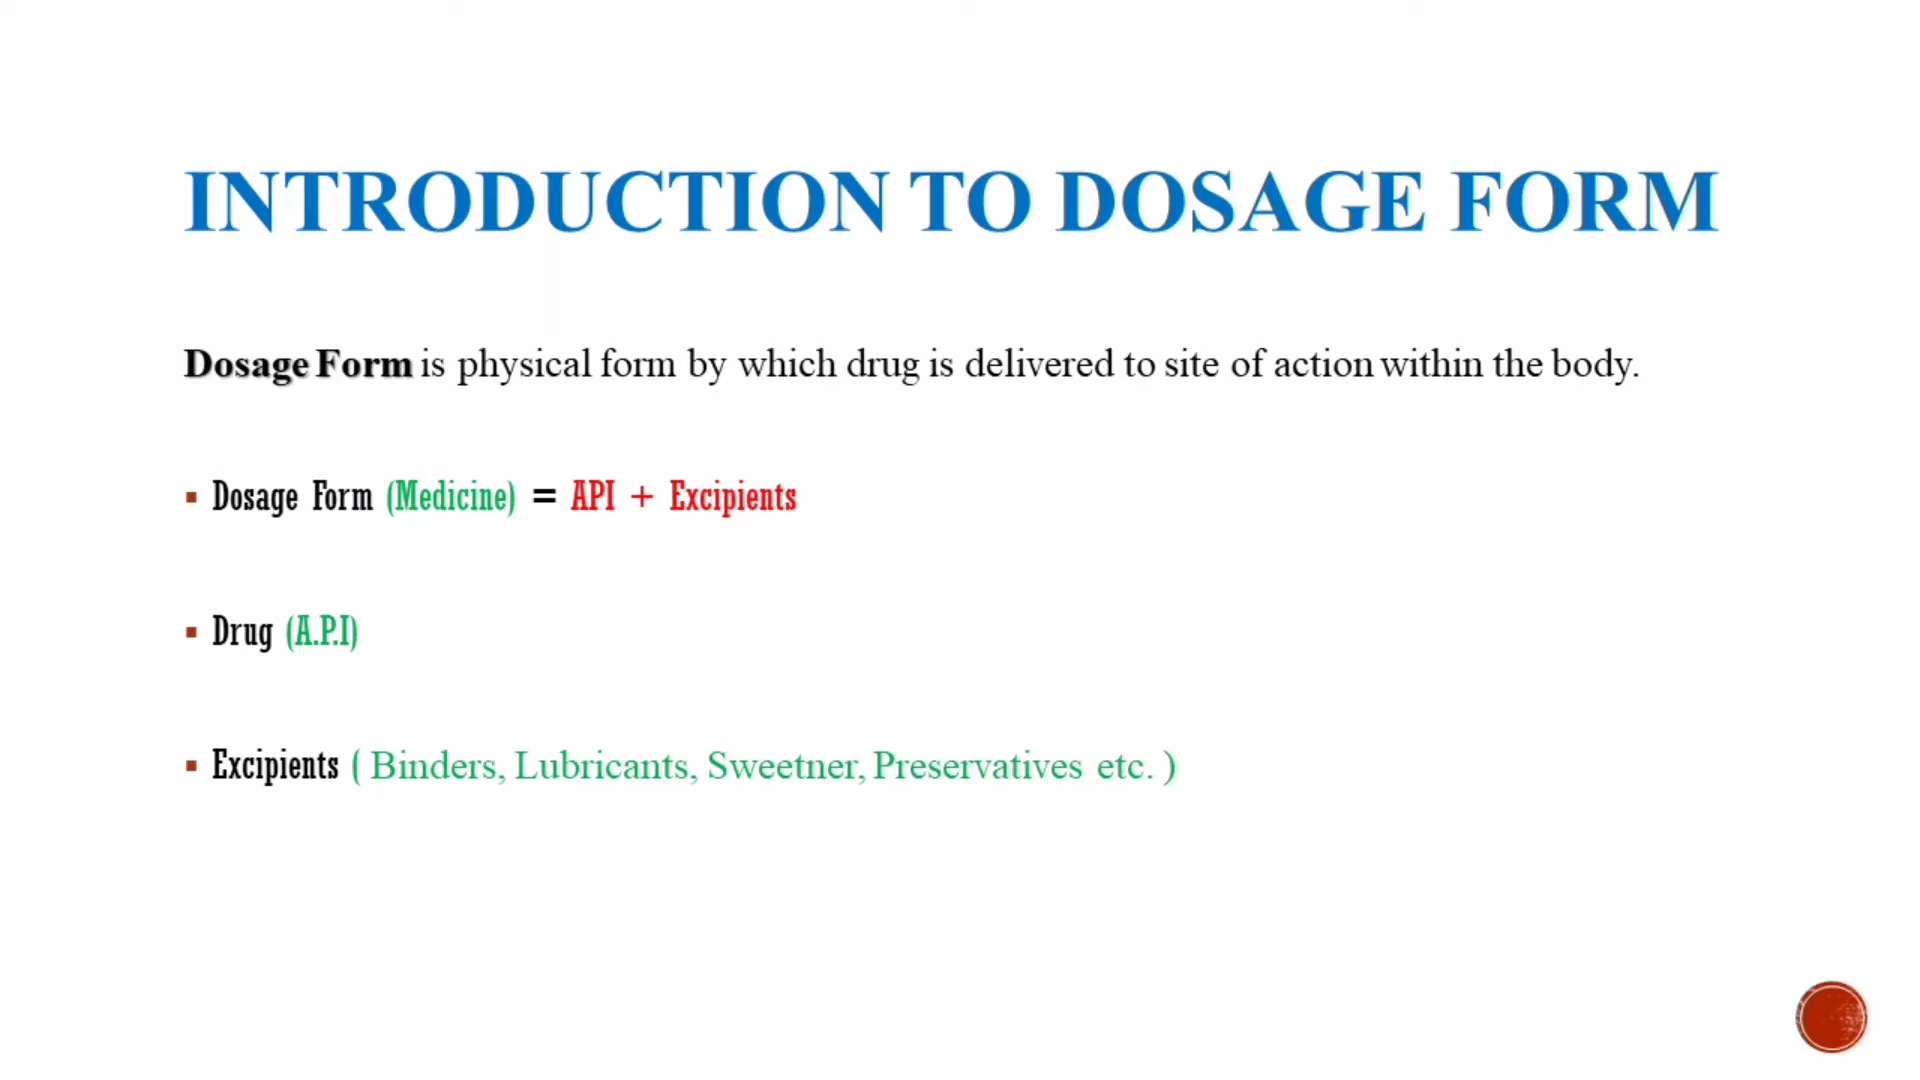 INTRODUCTION TO DOSAGE FORM
Dosage Form is physical form by which drug is delivered to site of action within the body.
▪ Dosage Form (Medicine) = API + Excipients
▪ Drug (A.P.I)
▪ Excipients ( Binders, Lubricants, Sweetner, Preservatives etc. )